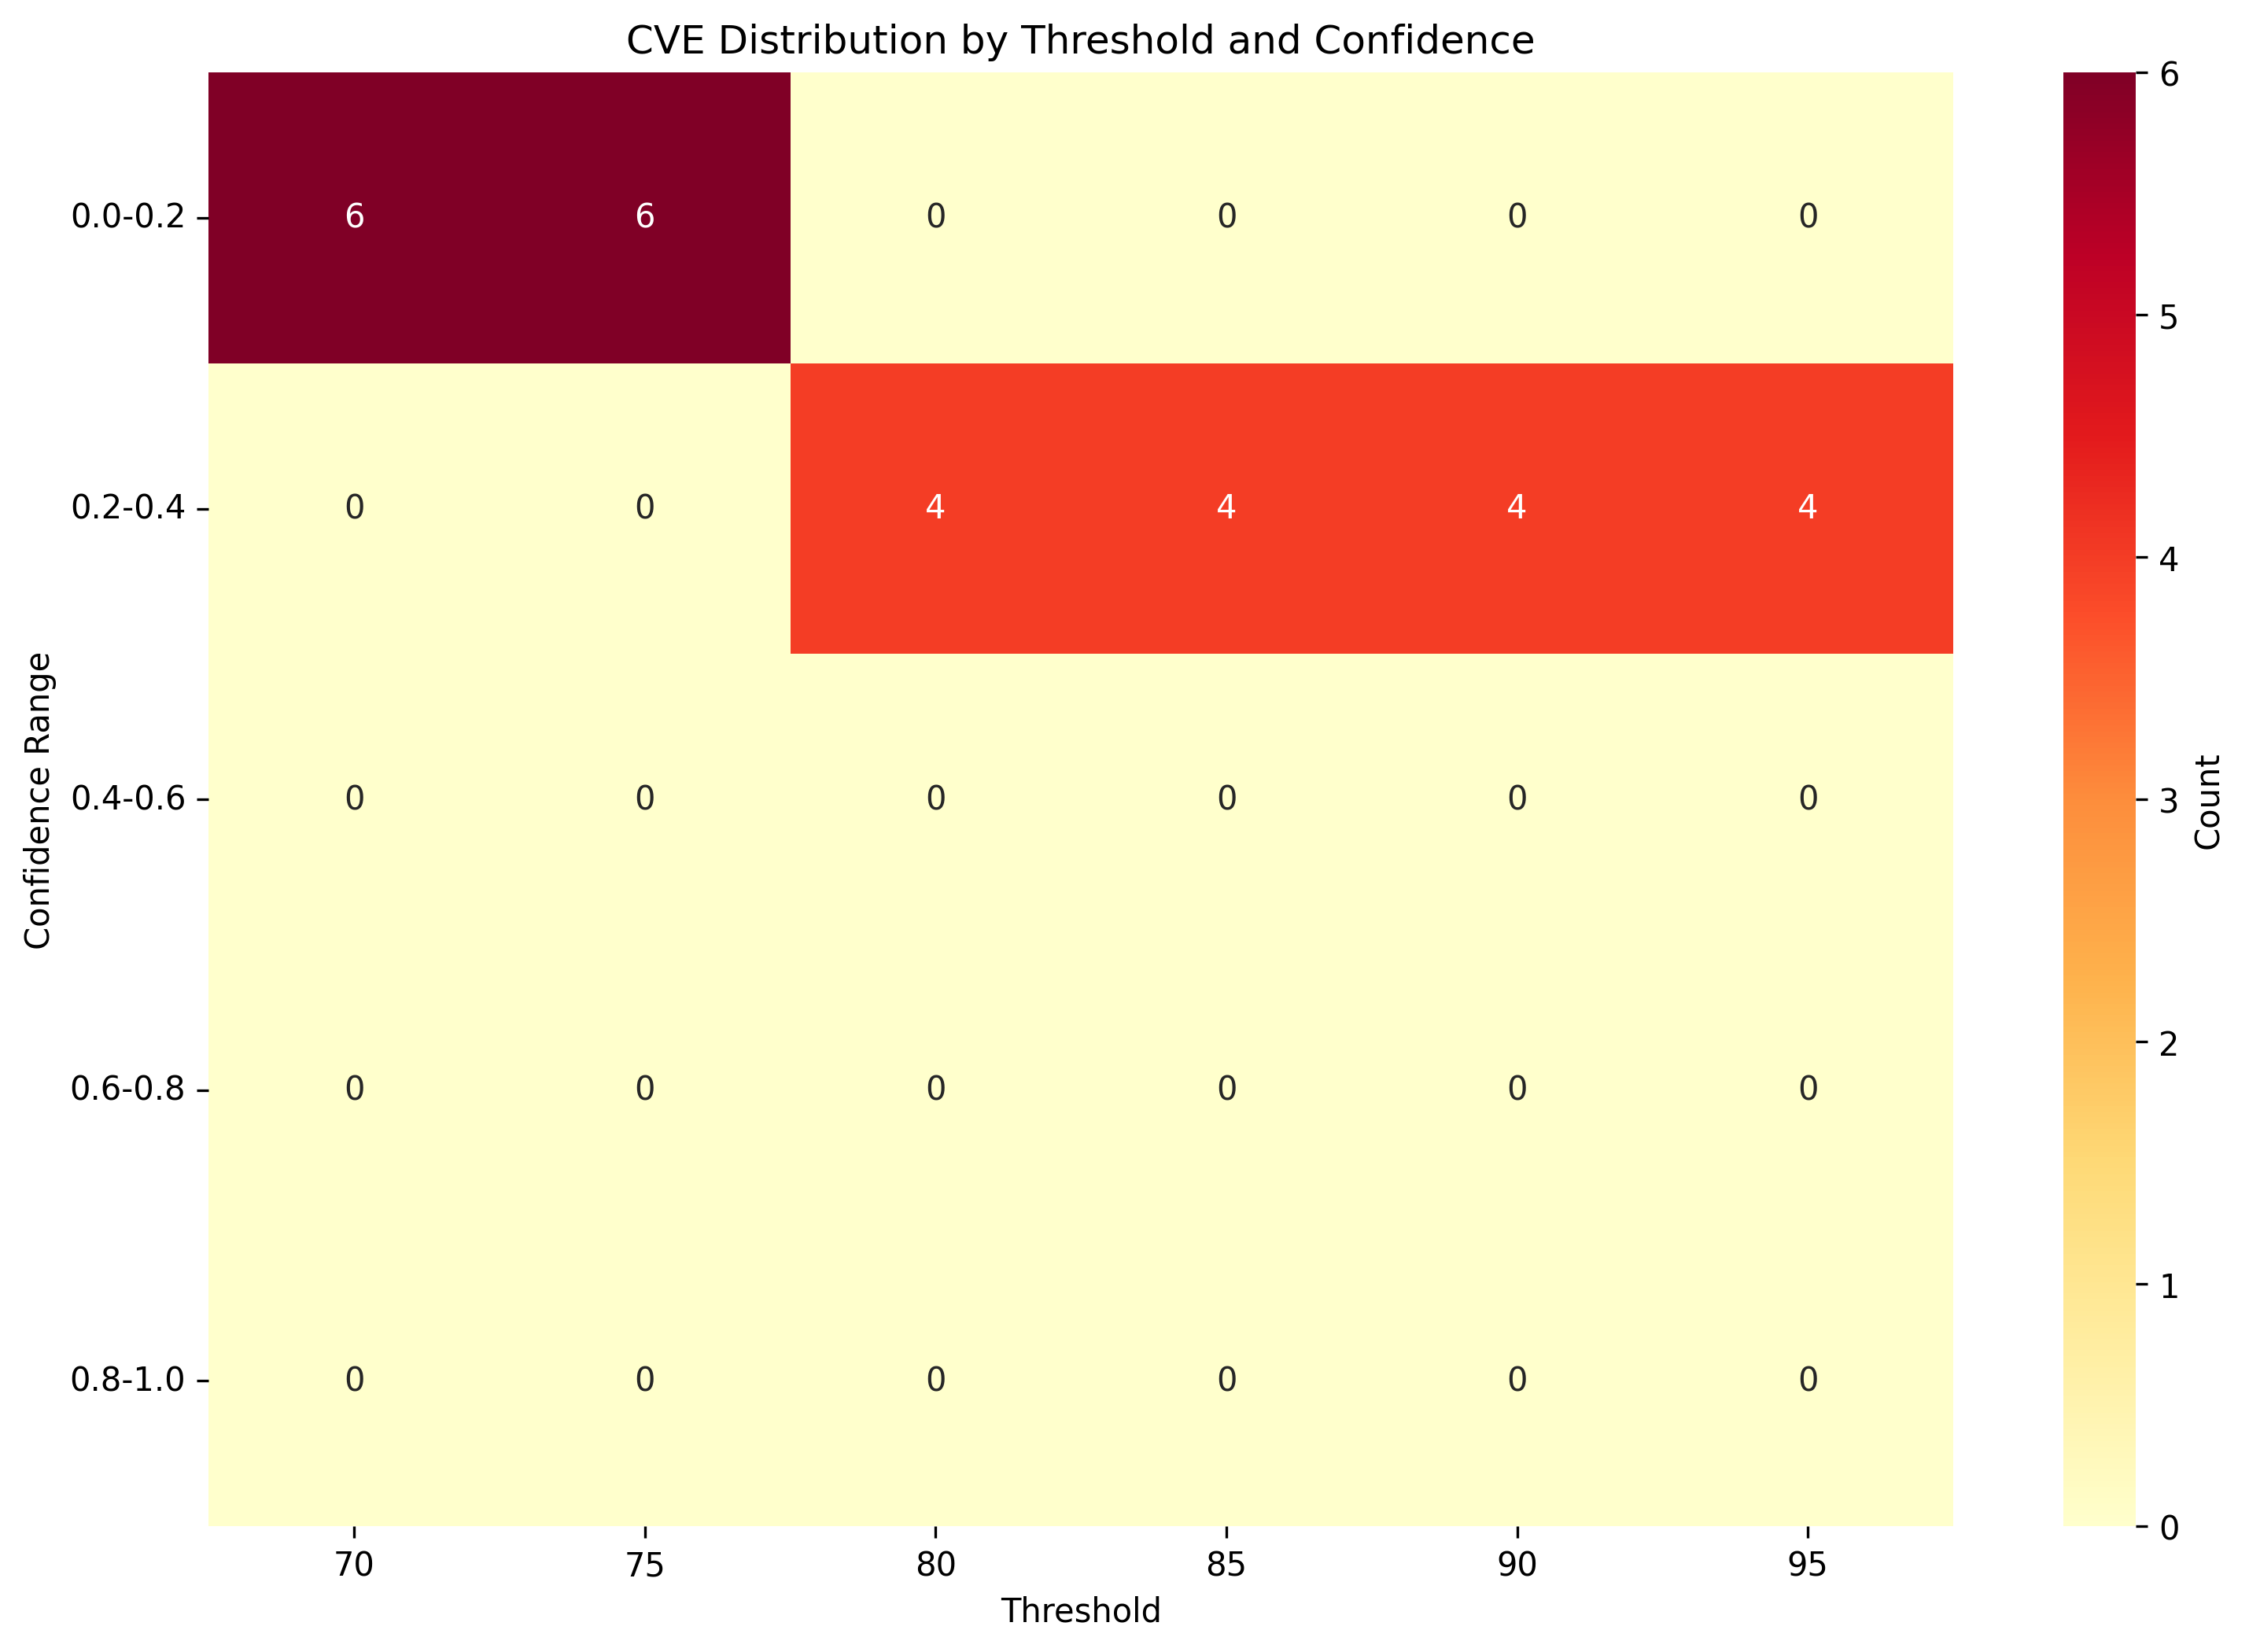 CVE Distribution by Threshold and Confidence
0.0-0.2 6 6 0 0 0 0
0.2-0.4 0 0 4 4 4 4
0.4-0.6 0 0 0 0 0 0
0.6-0.8 0 0 0 0 0 0
0.8-1.0 0 0 0 0 0 0
70 75 80 85 90 95
Threshold
Confidence Range
6
5
4
3
2
1
0
Count